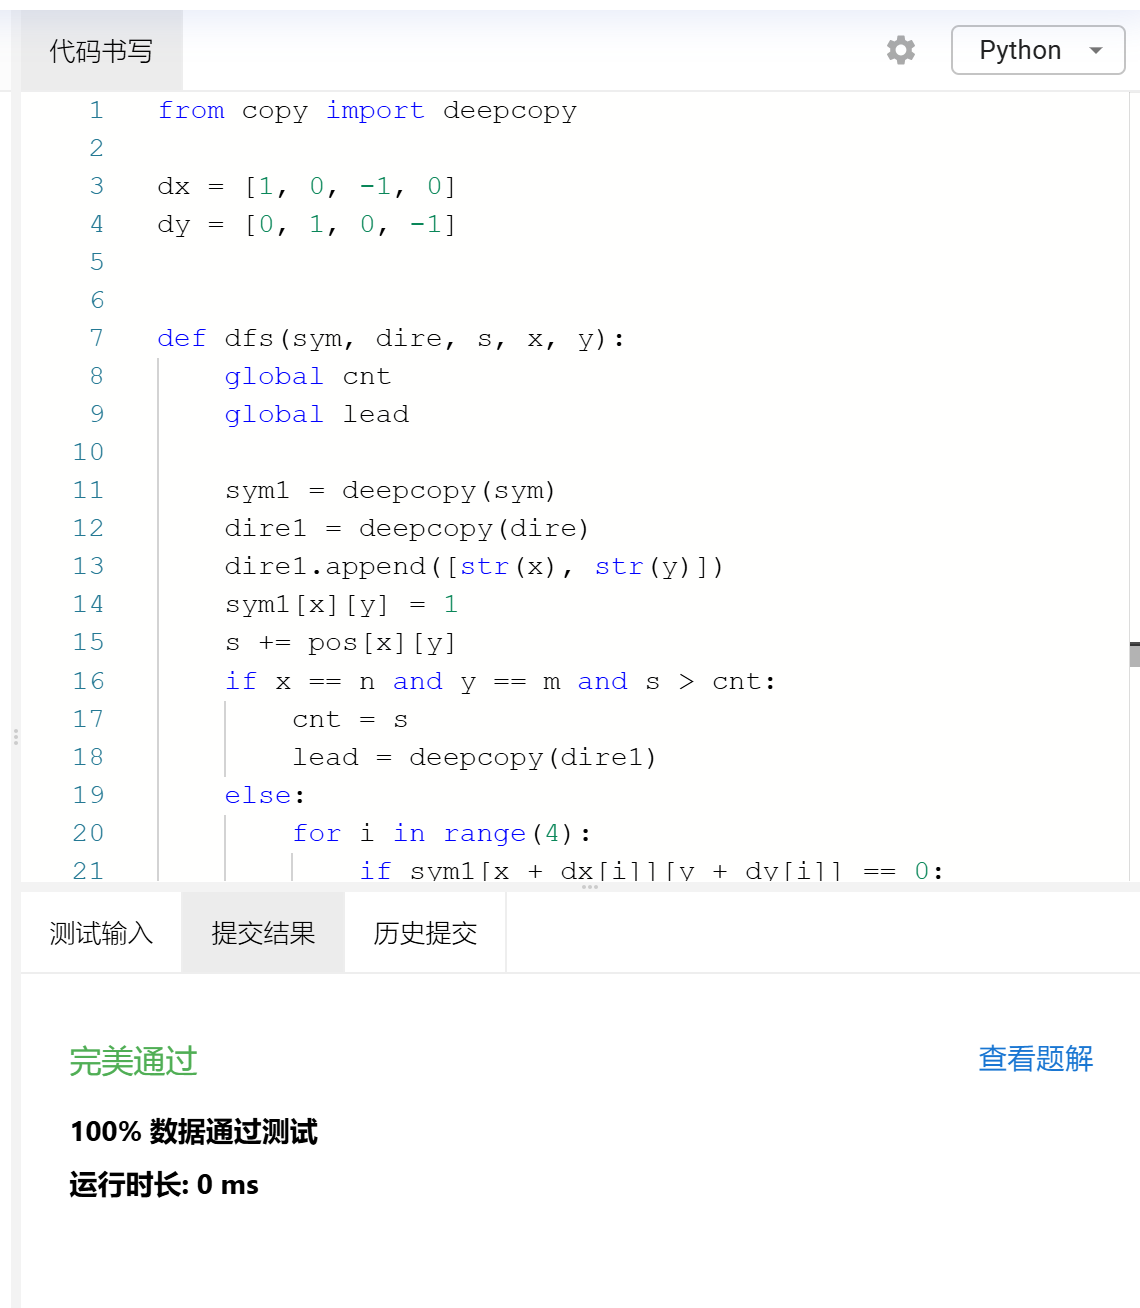 代码书写
Python
1 from copy import deepcopy
2
3 dx = [1, 0, -1, 0]
4 dy = [0, 1, 0, -1]
5
6
7 def dfs(sym, dire, s, x, y):
8     global cnt
9     global lead
10
11     sym1 = deepcopy(sym)
12     dire1 = deepcopy(dire)
13     dire1.append([str(x), str(y)])
14     sym1[x][y] = 1
15     s += pos[x][y]
16     if x == n and y == m and s > cnt:
17         cnt = s
18         lead = deepcopy(dire1)
19     else:
20         for i in range(4):
21             if sym1[x + dx[i]][y + dy[i]] == 0:
测试输入 提交结果 历史提交
完美通过 查看题解
100% 数据通过测试
运行时长: 0 ms